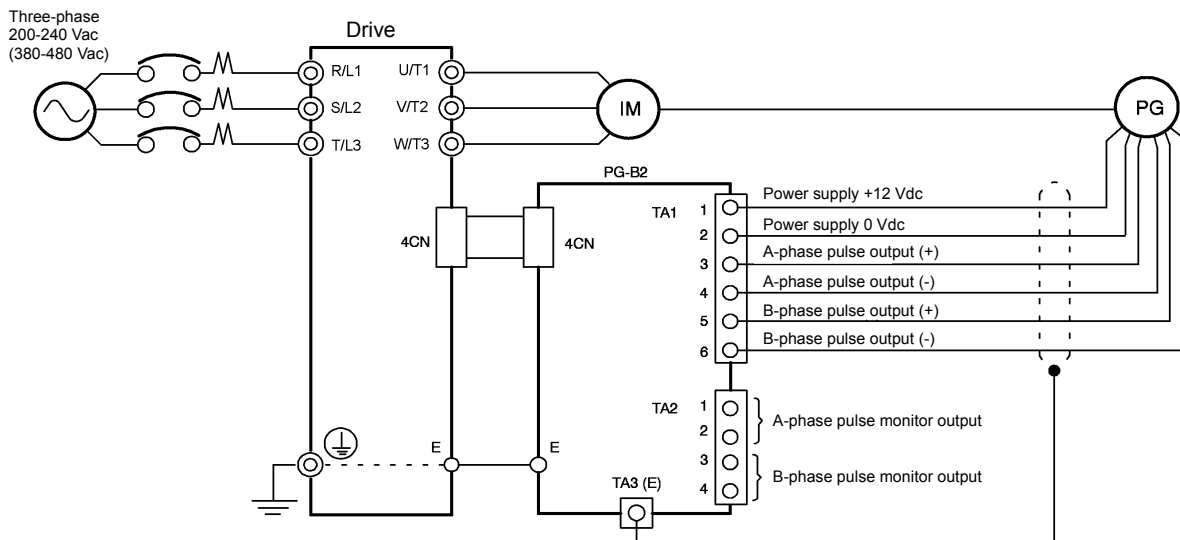 Three-phase
200-240 Vac
(380-480 Vac)
Drive
R/L1 U/T1
S/L2 V/T2
T/L3 W/T3
IM
PG
PG-B2
4CN
4CN
TA1
1 Power supply +12 Vdc
2 Power supply 0 Vdc
3 A-phase pulse output (+)
4 A-phase pulse output (-)
5 B-phase pulse output (+)
6 B-phase pulse output (-)
TA2
1
2
A-phase pulse monitor output
3
4
B-phase pulse monitor output
E
E
TA3 (E)